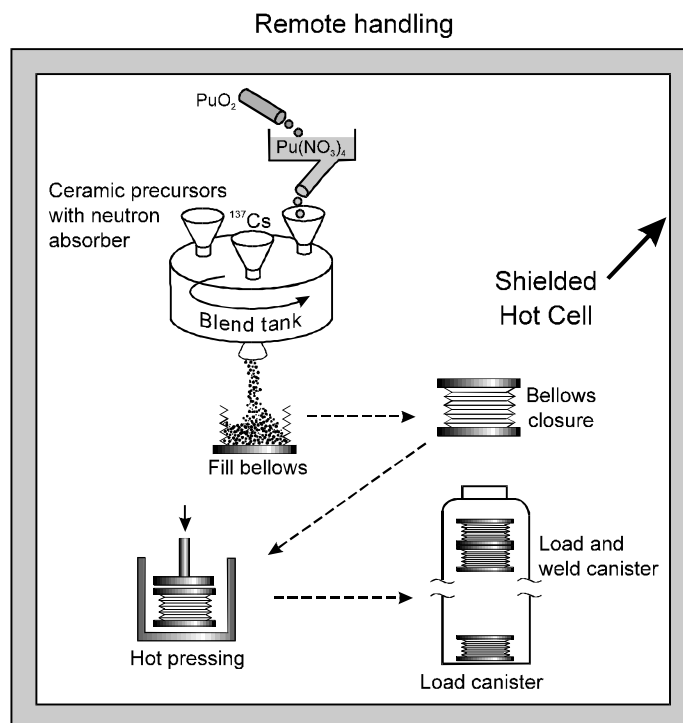 Remote handling
PuO₂
Pu(NO₃)₄
Ceramic precursors
with neutron
absorber
¹³⁷Cs
Blend tank
Shielded
Hot Cell
Fill bellows
Bellows
closure
Hot pressing
Load and
weld canister
Load canister